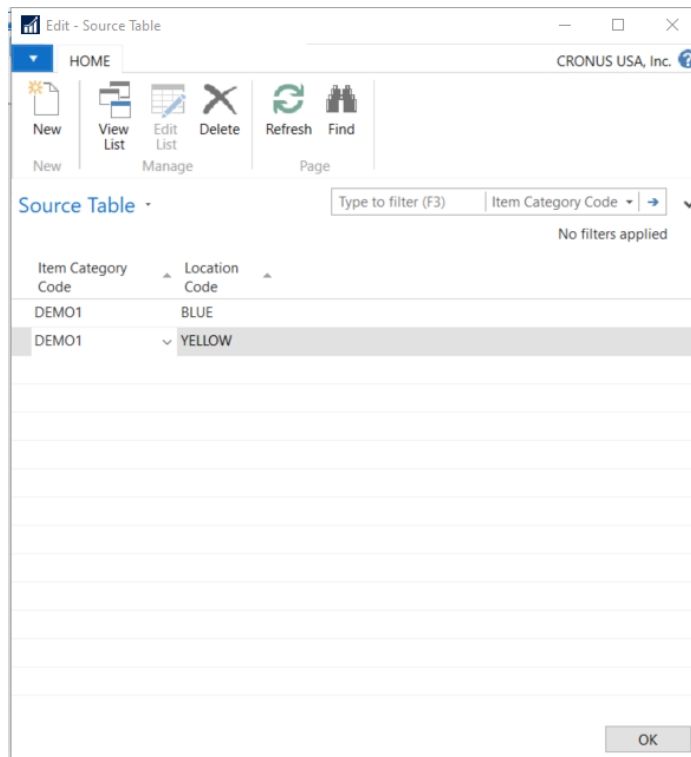 Edit - Source Table
HOME
CRONUS USA, Inc.
New
View List
Edit List
Delete
Refresh
Find
New
Manage
Page
Source Table
Type to filter (F3)
Item Category Code
No filters applied
Item Category Code
Location Code
DEMO1 BLUE
DEMO1 YELLOW
OK